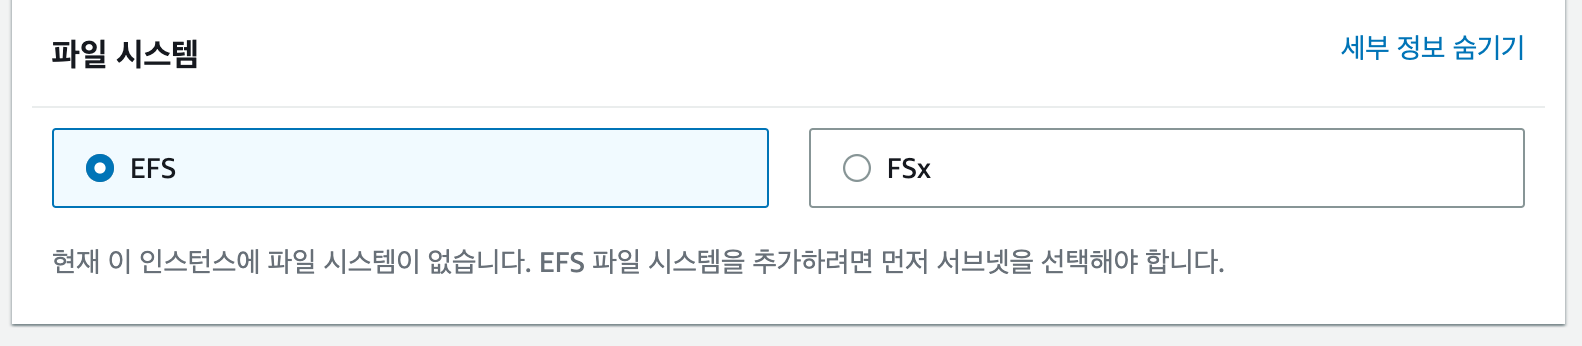 파일 시스템
세부 정보 숨기기
EFS
FSx
현재 이 인스턴스에 파일 시스템이 없습니다. EFS 파일 시스템을 추가하려면 먼저 서브넷을 선택해야 합니다.